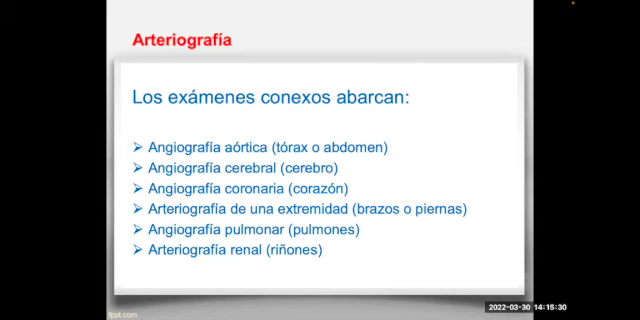 Arteriografía
Los exámenes conexos abarcan:
Angiografía aórtica (tórax o abdomen)
Angiografía cerebral (cerebro)
Angiografía coronaria (corazón)
Arteriografía de una extremidad (brazos o piernas)
Angiografía pulmonar (pulmones)
Arteriografía renal (riñones)
fppt.com
2022-03-30 14:15:30